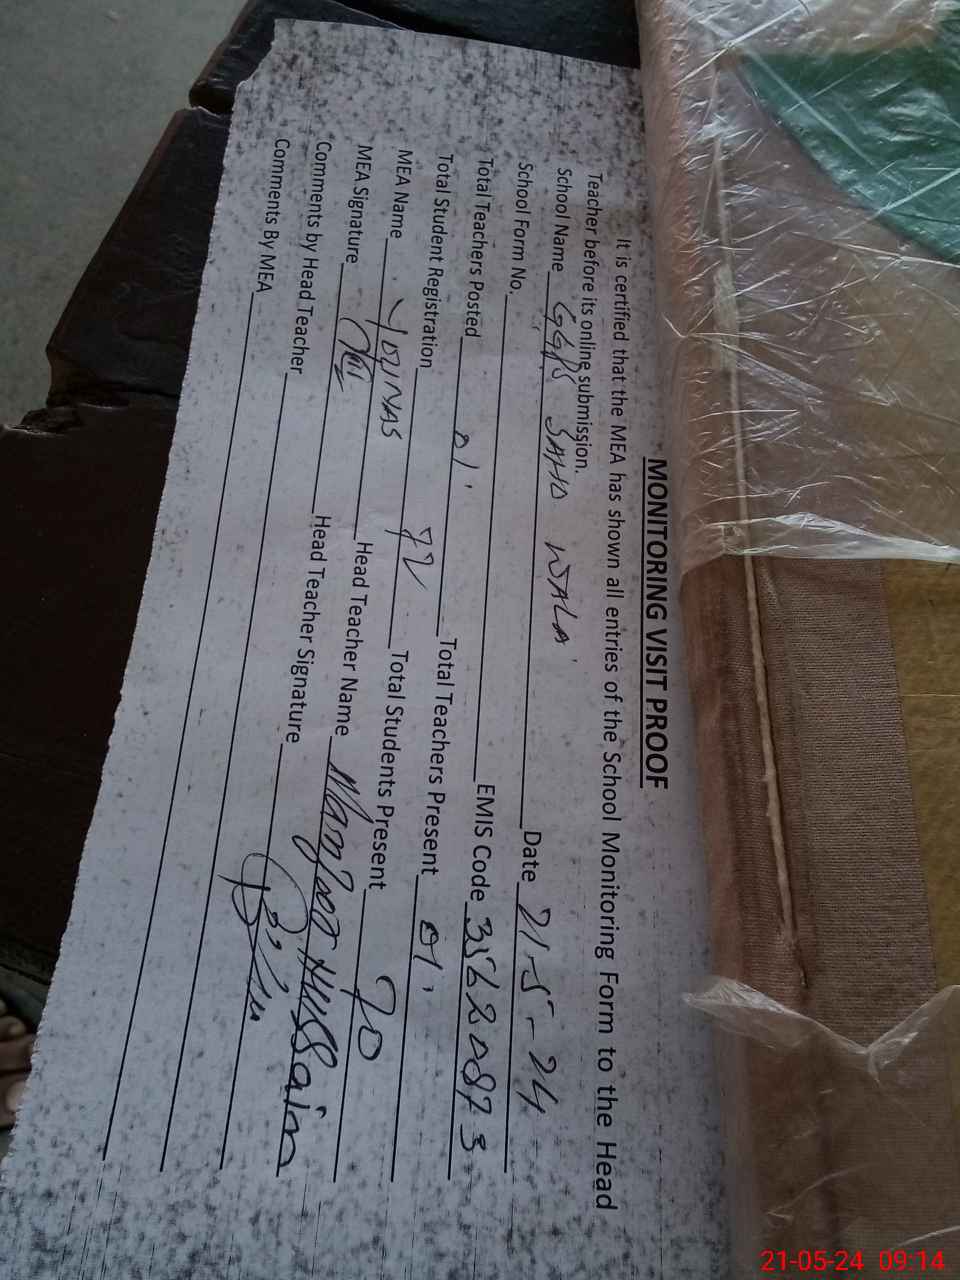 MONITORING VISIT PROOF
It is certified that the MEA has shown all entries of the School Monitoring Form to the Head
Teacher before its online submission.
School Name GGPS SAHO WALA Date 21-5-24
School Form No. EMIS Code
Total Teachers Posted 01 Total Teachers Present 01
Total Student Registration 72 Total Students Present 70
MEA Name Head Teacher Name Manzoor Hussain
MEA Signature Head Teacher Signature
Comments by Head Teacher
Comments By MEA
21-05-24 09:14